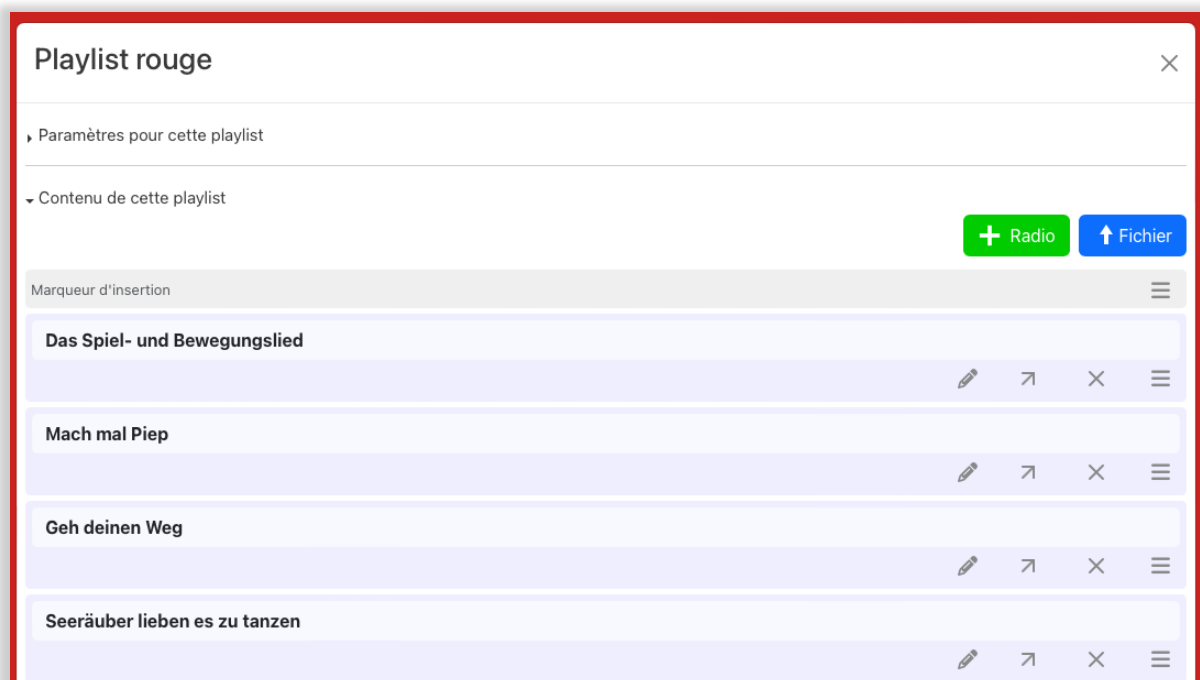 Playlist rouge
Paramètres pour cette playlist
Contenu de cette playlist
Radio
Fichier
Marqueur d'insertion
Das Spiel- und Bewegungslied
Mach mal Piep
Geh deinen Weg
Seeräuber lieben es zu tanzen